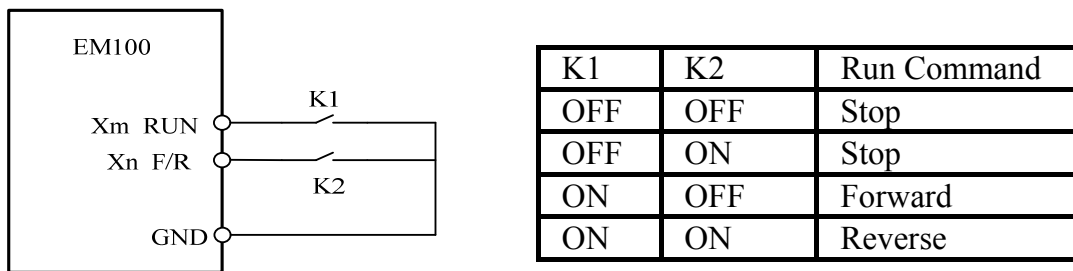 EM100
Xm RUN
K1
Xn F/R
K2
GND
K1 K2 Run Command
OFF OFF Stop
OFF ON Stop
ON OFF Forward
ON ON Reverse